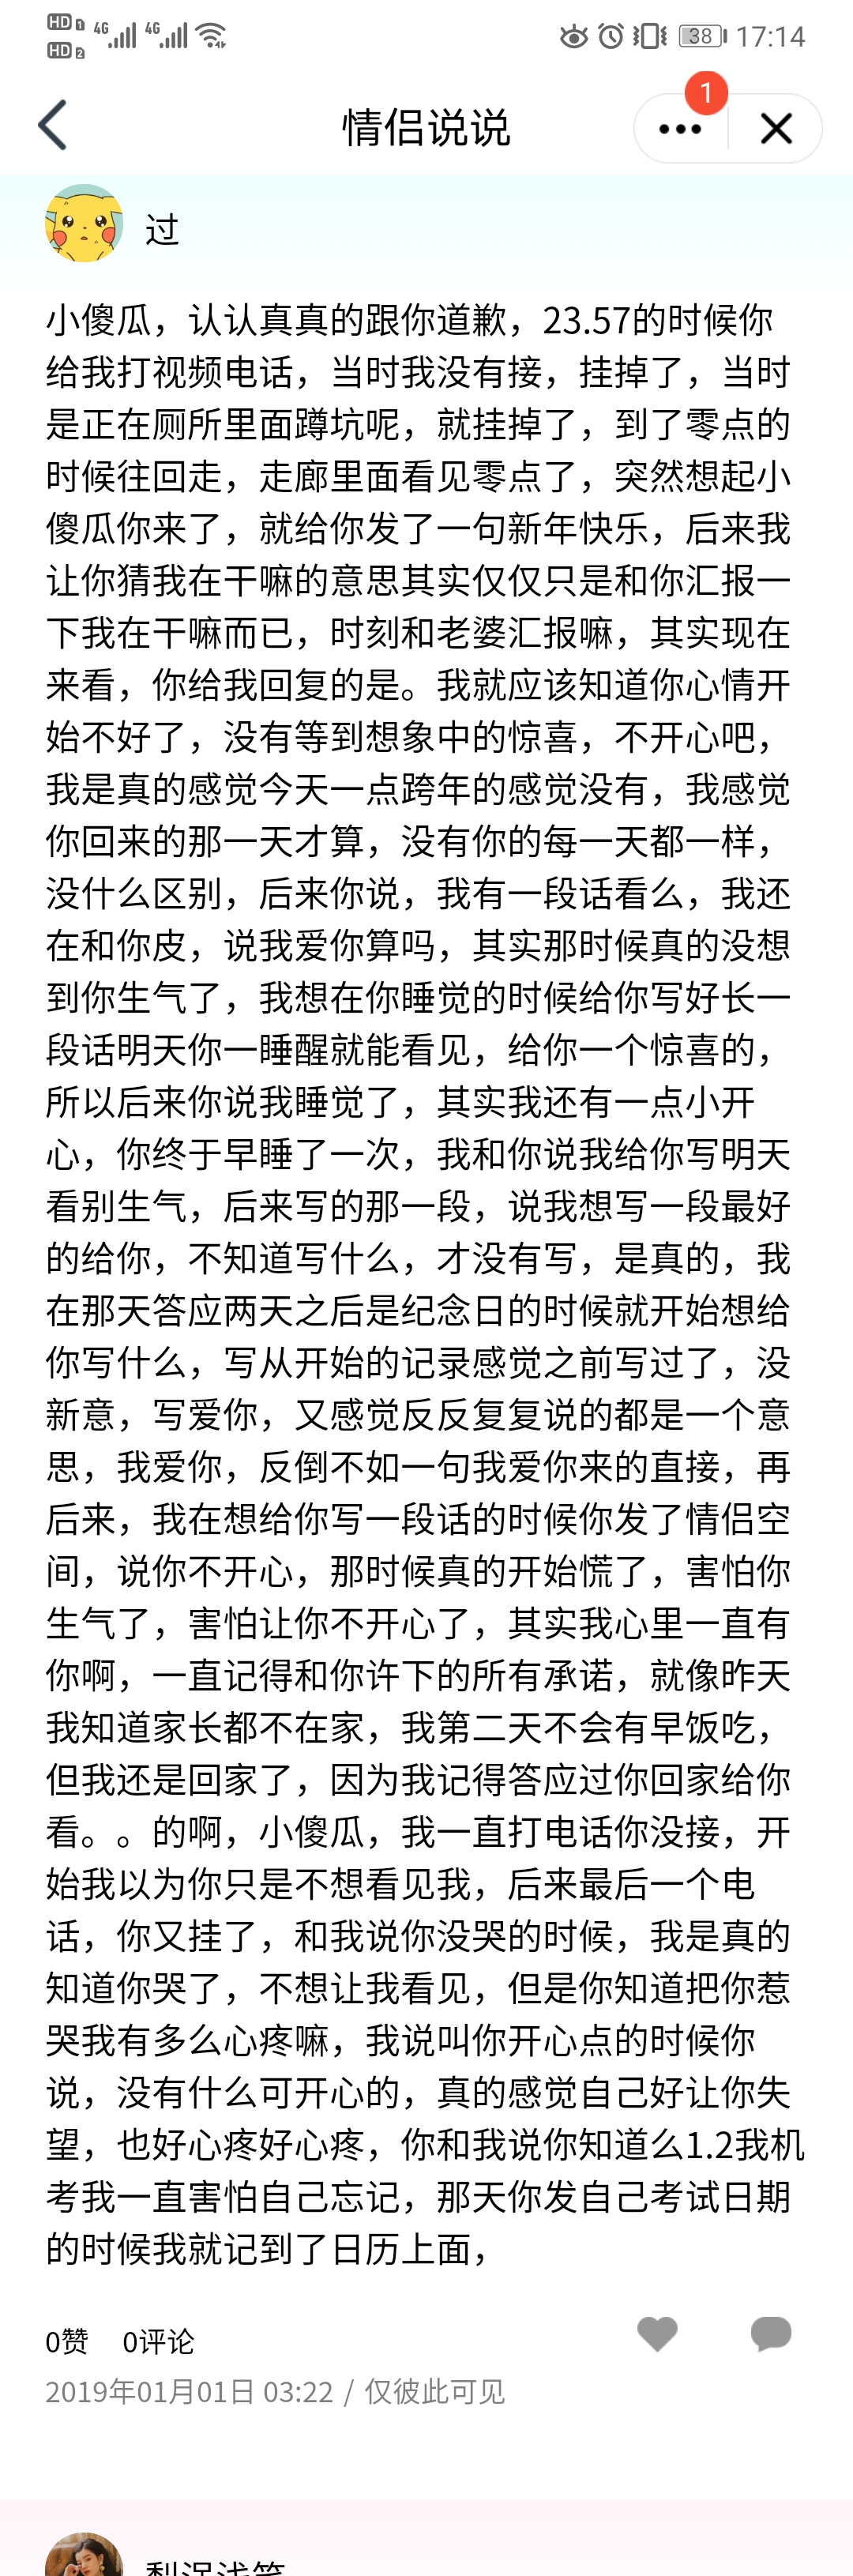 HD 1 4G 4G
HD 2
38 17:14
情侣说说
1
过
小傻瓜，认认真真的跟你道歉，23.57的时候你
给我打视频电话，当时我没有接，挂掉了，当时
是正在厕所里面蹲坑呢，就挂掉了，到了零点的
时候往回走，走廊里面看见零点了，突然想起小
傻瓜你来了，就给你发了一句新年快乐，后来我
让你猜我在干嘛的意思其实仅仅只是和你汇报一
下我在干嘛而已，时刻和老婆汇报嘛，其实现在
来看，你给我回复的是。我就应该知道你心情开
始不好了，没有等到想象中的惊喜，不开心吧，
我是真的感觉今天一点跨年的感觉没有，我感觉
你回来的那一天才算，没有你的每一天都一样，
没什么区别，后来你说，我有一段话看么，我还
在和你皮，说我爱你算吗，其实那时候真的没想
到你生气了，我想在你睡觉的时候给你写好长一
段话明天你一睡醒就能看见，给你一个惊喜的，
所以后来你说我睡觉了，其实我还有一点小开
心，你终于早睡了一次，我和你说我给你写明天
看别生气，后来写的那一段，说我想写一段最好
的给你，不知道写什么，才没有写，是真的，我
在那天答应两天之后是纪念日的时候就开始想给
你写什么，写从开始的记录感觉之前写过了，没
新意，写爱你，又感觉反反复复说的都是一个意
思，我爱你，反倒不如一句我爱你来的直接，再
后来，我在想给你写一段话的时候你发了情侣空
间，说你不开心，那时候真的开始慌了，害怕你
生气了，害怕让你不开心了，其实我心里一直有
你啊，一直记得和你许下的所有承诺，就像昨天
我知道家长都不在家，我第二天不会有早饭吃，
但我还是回家了，因为我记得答应过你回家给你
看。。的啊，小傻瓜，我一直打电话你没接，开
始我以为你只是不想看见我，后来最后一个电
话，你又挂了，和我说你没哭的时候，我是真的
知道你哭了，不想让我看见，但是你知道把你惹
哭我有多么心疼嘛，我说叫你开心点的时候你
说，没有什么可开心的，真的感觉自己好让你失
望，也好心疼好心疼，你和我说你知道么1.2我机
考我一直害怕自己忘记，那天你发自己考试日期
的时候我就记到了日历上面，
0赞 0评论
2019年01月01日 03:22 / 仅彼此可见